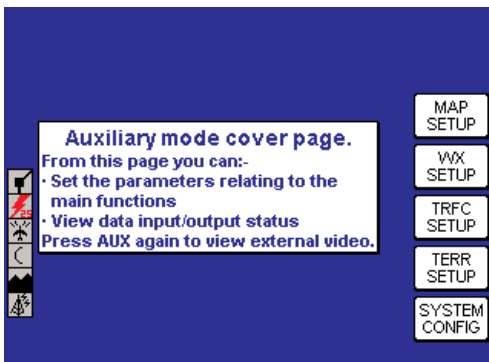 Auxiliary mode cover page.
From this page you can:-
· Set the parameters relating to the
main functions
· View data input/output status
Press AUX again to view external video.
25
MAP
SETUP
WX
SETUP
TRFC
SETUP
TERR
SETUP
SYSTEM
CONFIG